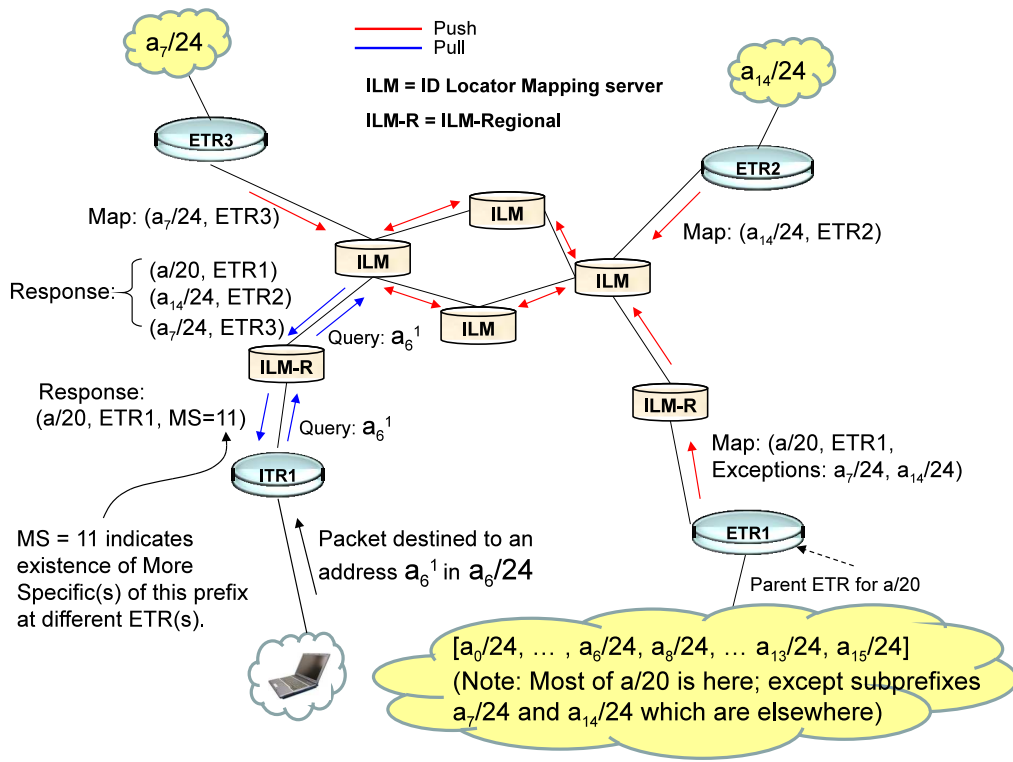 a₇/24
Push
Pull
ILM = ID Locator Mapping server
ILM-R = ILM-Regional
a₁₄/24
ETR3
ETR2
Map: (a₇/24, ETR3)
ILM
ILM
ILM
ILM
Map: (a₁₄/24, ETR2)
Response:
(a/20, ETR1)
(a₁₄/24, ETR2)
(a₇/24, ETR3)
Query: a₆¹
ILM-R
ILM-R
Response:
(a/20, ETR1, MS=11)
Query: a₆¹
Map: (a/20, ETR1,
Exceptions: a₇/24, a₁₄/24)
ITR1
ETR1
MS = 11 indicates
existence of More
Specific(s) of this prefix
at different ETR(s).
Packet destined to an
address a₆¹ in a₆/24
Parent ETR for a/20
[a₀/24, … , a₆/24, a₈/24, … a₁₃/24, a₁₅/24]
(Note: Most of a/20 is here; except subprefixes
a₇/24 and a₁₄/24 which are elsewhere)